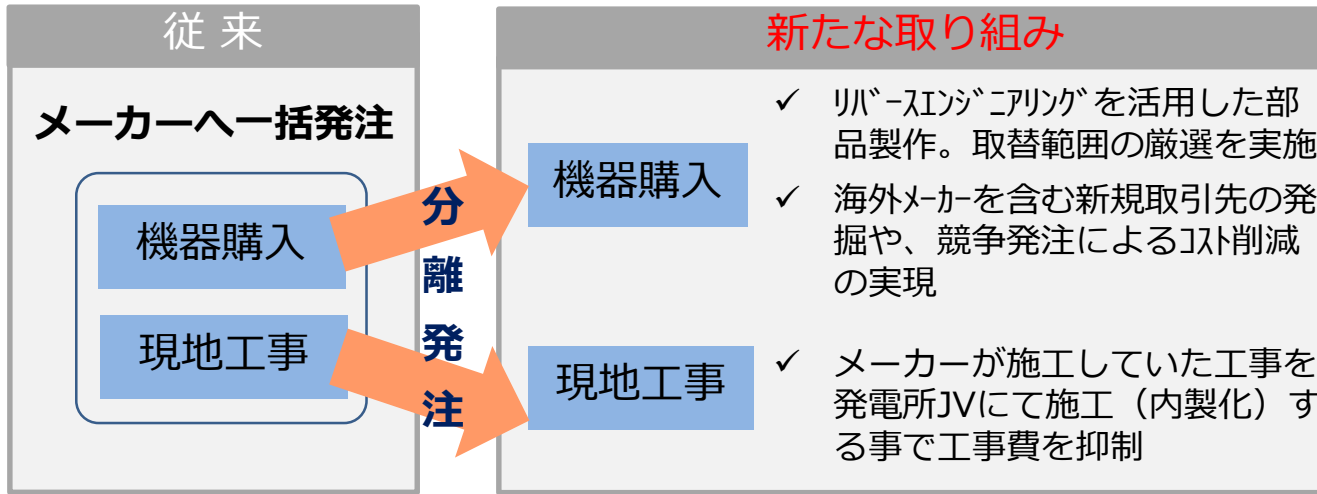 従 来
メーカーへ一括発注
機器購入
現地工事
分
離
発
注
新たな取り組み
機器購入
✓ ﾘﾊﾞｰｽｴﾝｼﾞﾆｱﾘﾝｸﾞを活用した部
品製作。取替範囲の厳選を実施
✓ 海外ﾒｰｶｰを含む新規取引先の発
掘や、競争発注によるｺｽﾄ削減
の実現
現地工事
✓ メーカーが施工していた工事を
発電所JVにて施工（内製化）す
る事で工事費を抑制